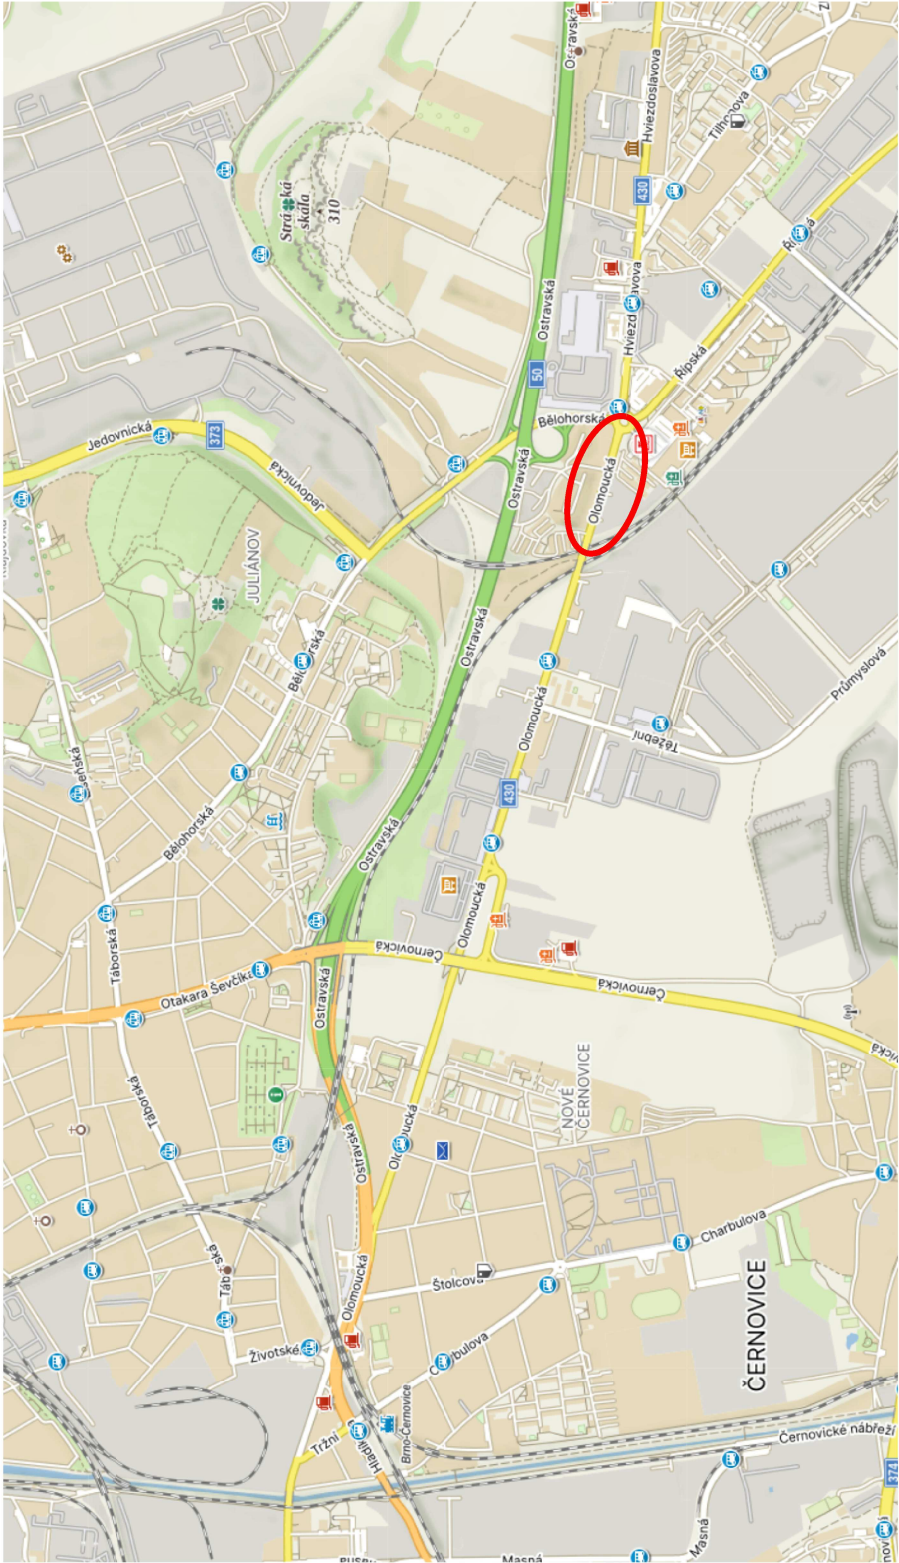 Ostravská
Hviezdoslavova
Tilhonova
Stránská
skála
310
430
Ostravská
Hviezdoslavova
Řípská
50
Bělohorská
Jedovnická
373
Jedovnická
Ostravská
Olomoucká
JULIÁNOV
Bělohorská
Ostravská
Průmyslová
Olomoucká
Těžební
430
Bělohorská
Ostravská
Olomoucká
Táborská
Černovická
Otakara Ševčíka
Ostravská
Černovická
NOVÉ
ČERNOVICE
Táborská
Ostravská
Olomoucká
Charbulova
Táborská
Olomoucká
Štolcova
ČERNOVICE
Životského
Charbulova
Tržní
Brno-Černovice
Černovické nábřeží
374
Masná
Masná